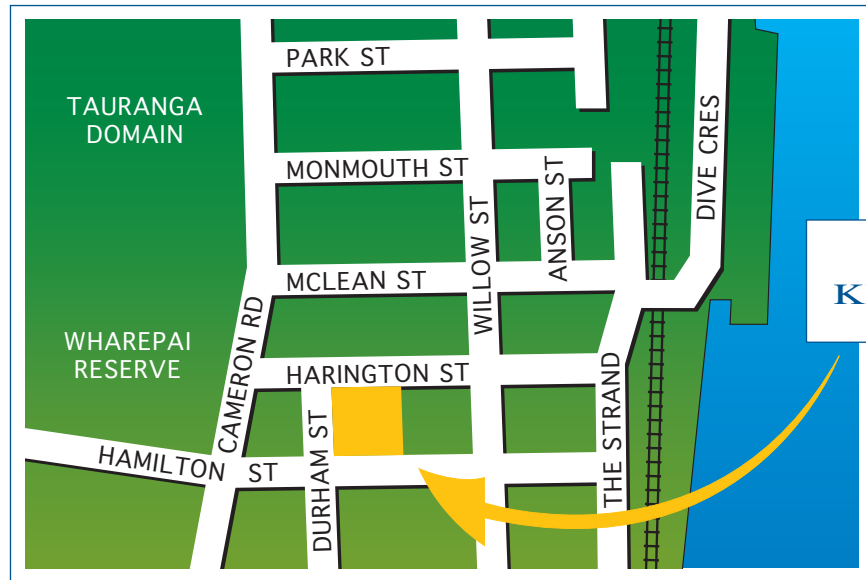 PARK ST
TAURANGA
DOMAIN
MONMOUTH ST
ANSON ST
DIVE CRES
WILLOW ST
MCLEAN ST
K
CAMERON RD
WHAREPAI
RESERVE
HARINGTON ST
THE STRAND
DURHAM ST
HAMILTON ST